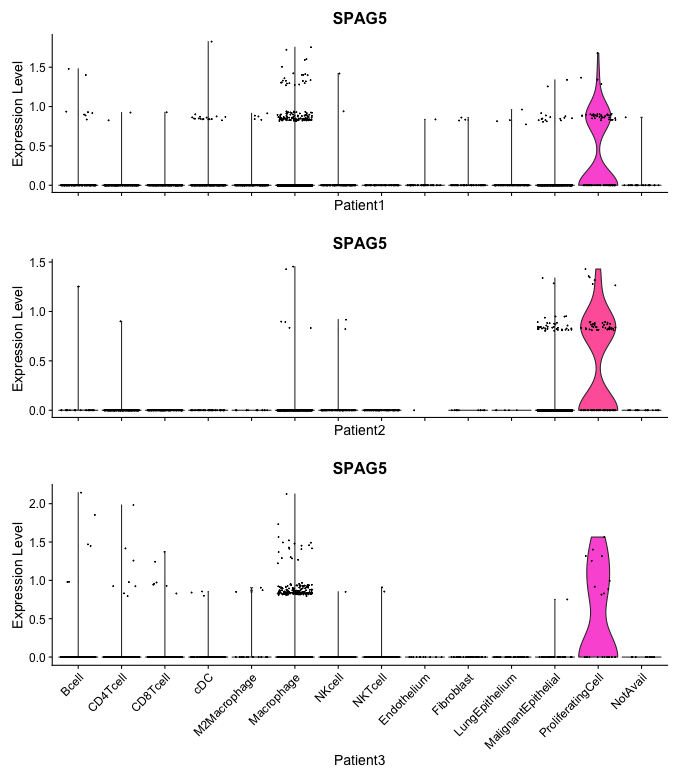 SPAG5
Expression Level
1.5
1.0
0.5
0.0
Patient1
SPAG5
Expression Level
1.5
1.0
0.5
0.0
Patient2
SPAG5
Expression Level
2.0
1.5
1.0
0.5
0.0
Bcell
CD4Tcell
CD8Tcell
cDC
M2Macrophage
Macrophage
NKcell
NKTcell
Endothelium
Fibroblast
LungEpithelium
MalignantEpithelial
ProliferatingCell
NotAvail
Patient3